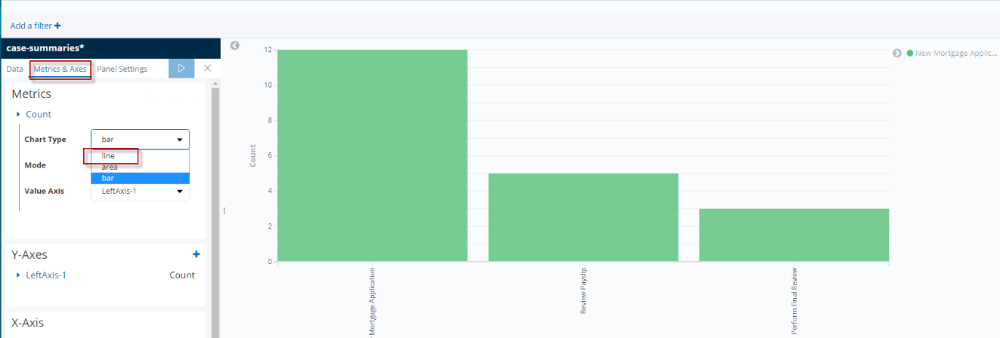 Add a filter +
case-summaries*
Data Metrics & Axes Panel Settings
Metrics
Count
Chart Type bar
line
area
bar
Mode
Value Axis LeftAxis-1
Y-Axes +
LeftAxis-1 Count
X-Axis
12
10
8
6
4
2
0
Count
Mortgage Application
Review Payslip
Perform Final Review
New Mortgage Applic...